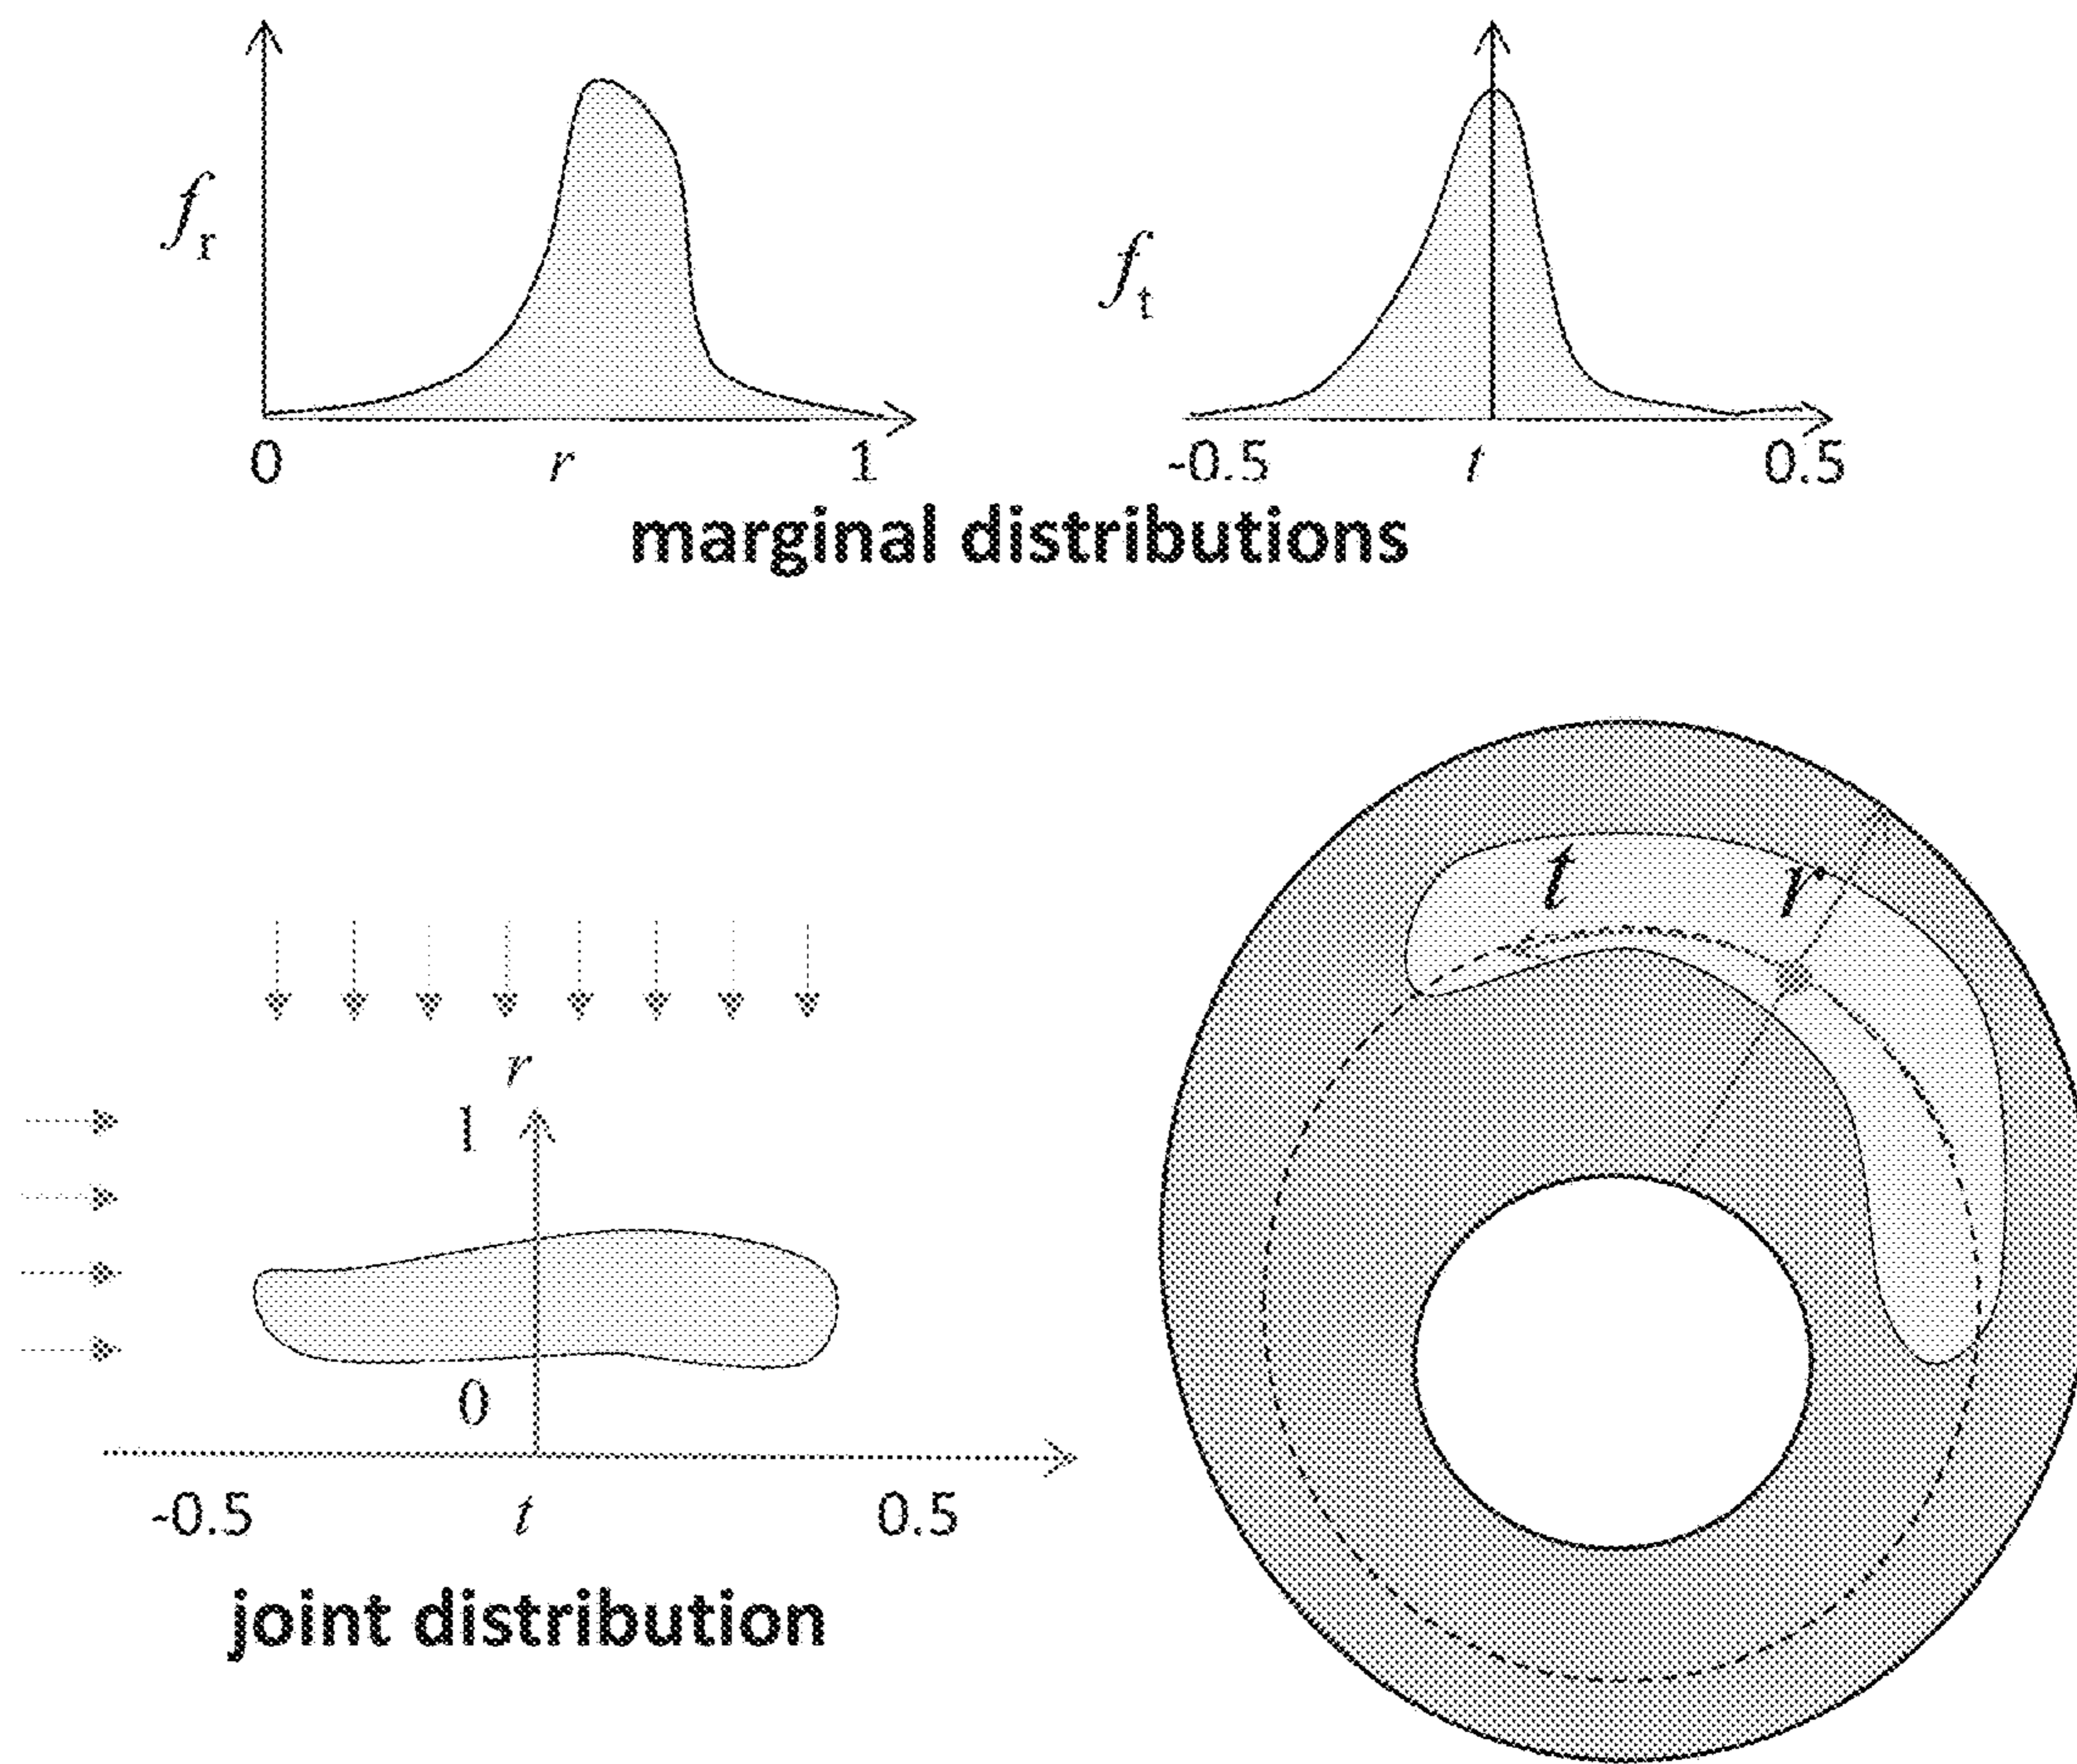 f_r
0 r 1
f_t
-0.5 t 0.5
marginal distributions
r
1
0
-0.5 t 0.5
joint distribution
t
r